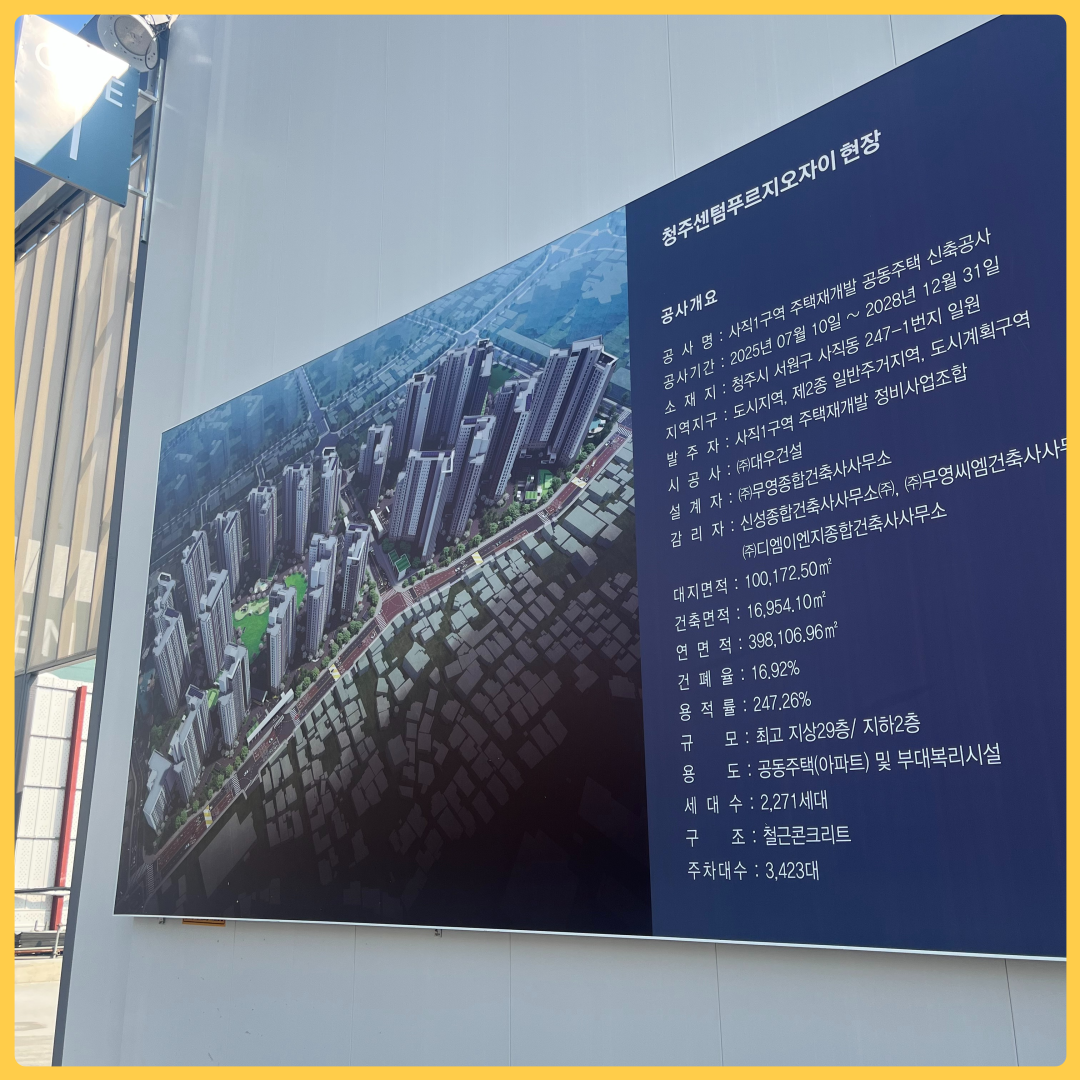 청주센텀푸르지오자이 현장
공사개요
공 사 명 : 사직1구역 주택재개발 공동주택 신축공사
공사기간 : 2025년 07월 10일 ~ 2028년 12월 31일
소 재 지 : 청주시 서원구 사직동 247-1번지 일원
지역지구 : 도시지역, 제2종 일반주거지역, 도시계획구역
발 주 자 : 사직1구역 주택재개발 정비사업조합
시 공 사 : ㈜대우건설
설 계 자 : ㈜무영종합건축사사무소
감 리 자 : 신성종합건축사사무소㈜, ㈜무영씨엠건축사사무
㈜디엠이엔지종합건축사사무소
대지면적 : 100,172.50㎡
건축면적 : 16,954.10㎡
연 면 적 : 398,106.96㎡
건 폐 율 : 16.92%
용 적 률 : 247.26%
규 모 : 최고 지상29층/ 지하2층
용 도 : 공동주택(아파트) 및 부대복리시설
세 대 수 : 2,271세대
구 조 : 철근콘크리트
주차대수 : 3,423대